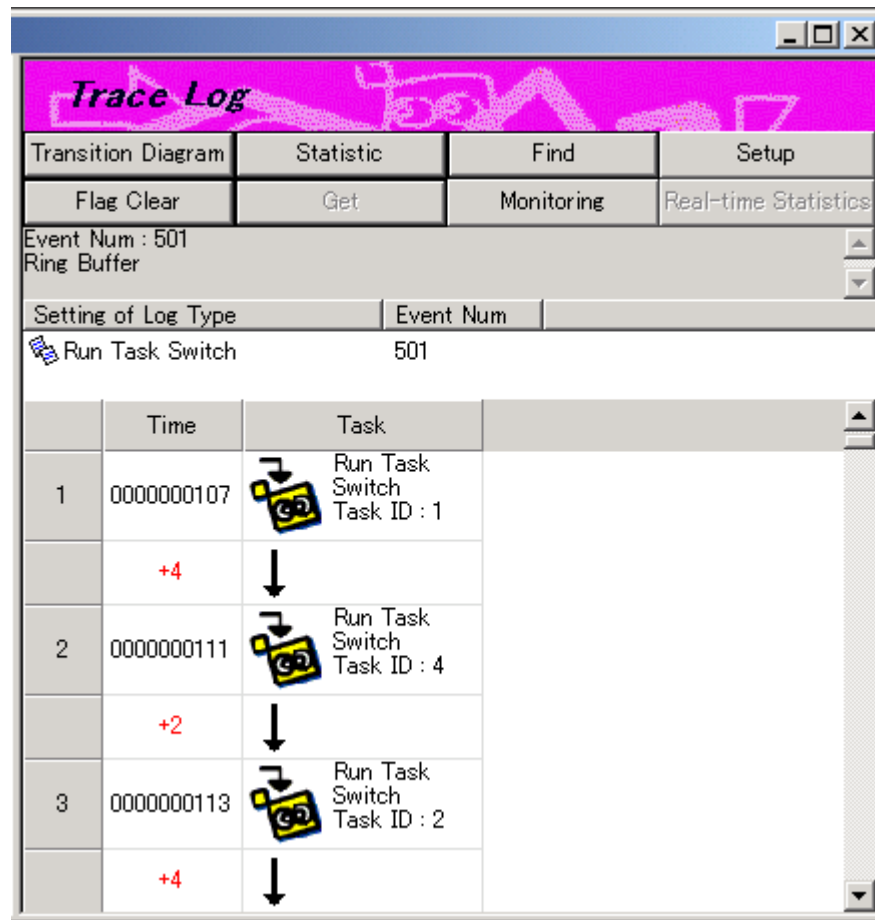 Trace Log
Transition Diagram Statistic Find Setup
Flag Clear Get Monitoring Real-time Statistics
Event Num : 501
Ring Buffer
Setting of Log Type Event Num
Run Task Switch 501
Time Task
1 0000000107 Run Task
Switch
Task ID : 1
+4
2 0000000111 Run Task
Switch
Task ID : 4
+2
3 0000000113 Run Task
Switch
Task ID : 2
+4